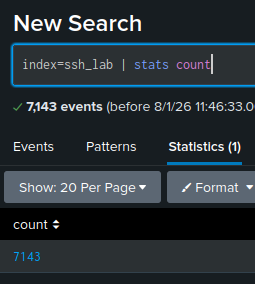 New Search
index=ssh_lab | stats count
✓ 7,143 events (before 8/1/26 11:46:33.0
Events Patterns Statistics (1)
Show: 20 Per Page Format
count
7143